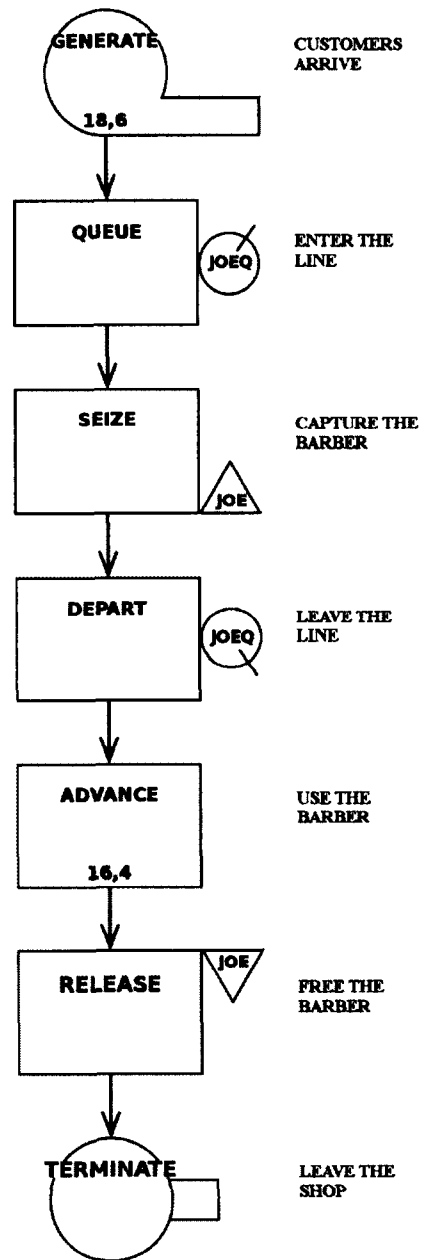 GENERATE
18,6
CUSTOMERS
ARRIVE
QUEUE
JOEQ
ENTER THE
LINE
SEIZE
JOE
CAPTURE THE
BARBER
DEPART
JOEQ
LEAVE THE
LINE
ADVANCE
16,4
USE THE
BARBER
RELEASE
JOE
FREE THE
BARBER
TERMINATE
LEAVE THE
SHOP